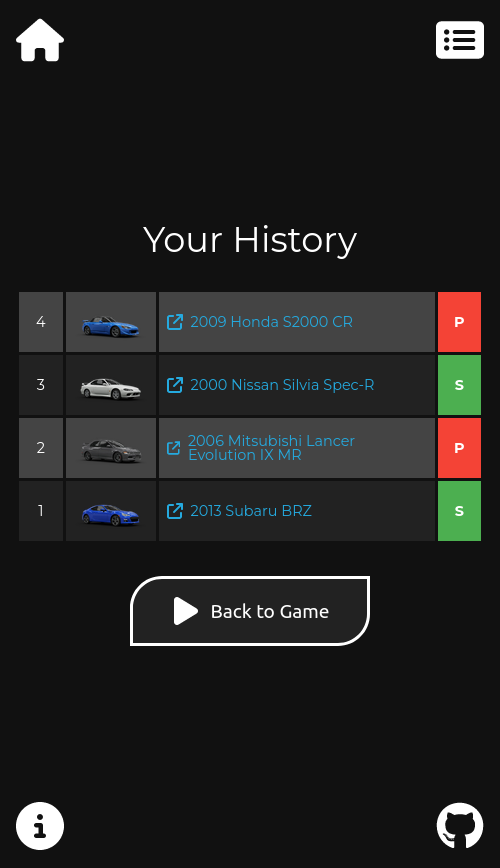 Your History
4 2009 Honda S2000 CR P
3 2000 Nissan Silvia Spec-R S
2 2006 Mitsubishi Lancer
Evolution IX MR P
1 2013 Subaru BRZ S
Back to Game